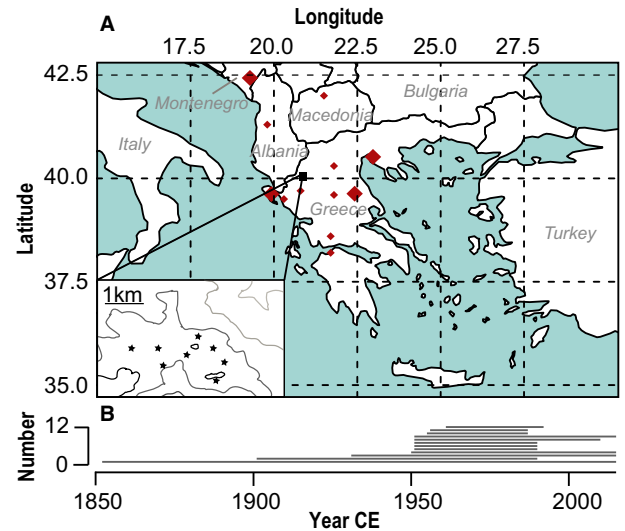 A
Longitude
17.5 20.0 22.5 25.0 27.5
42.5
Montenegro
Bulgaria
Macedonia
Italy
Albania
40.0
Greece
Turkey
Latitude
37.5
1km
35.0
B
Number
12
0
1850 1900 1950 2000
Year CE